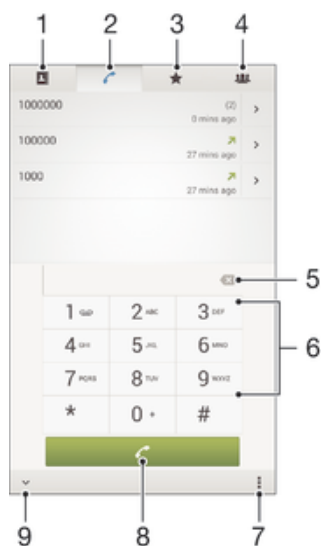 1 2 3 4
1000000 (2)
0 mins ago
100000
27 mins ago
1000
27 mins ago
5
1 2 ABC 3 DEF
6
4 GHI 5 JKL 6 MNO
7 PQRS 8 TUV 9 WXYZ
* 0 + #
9 8 7